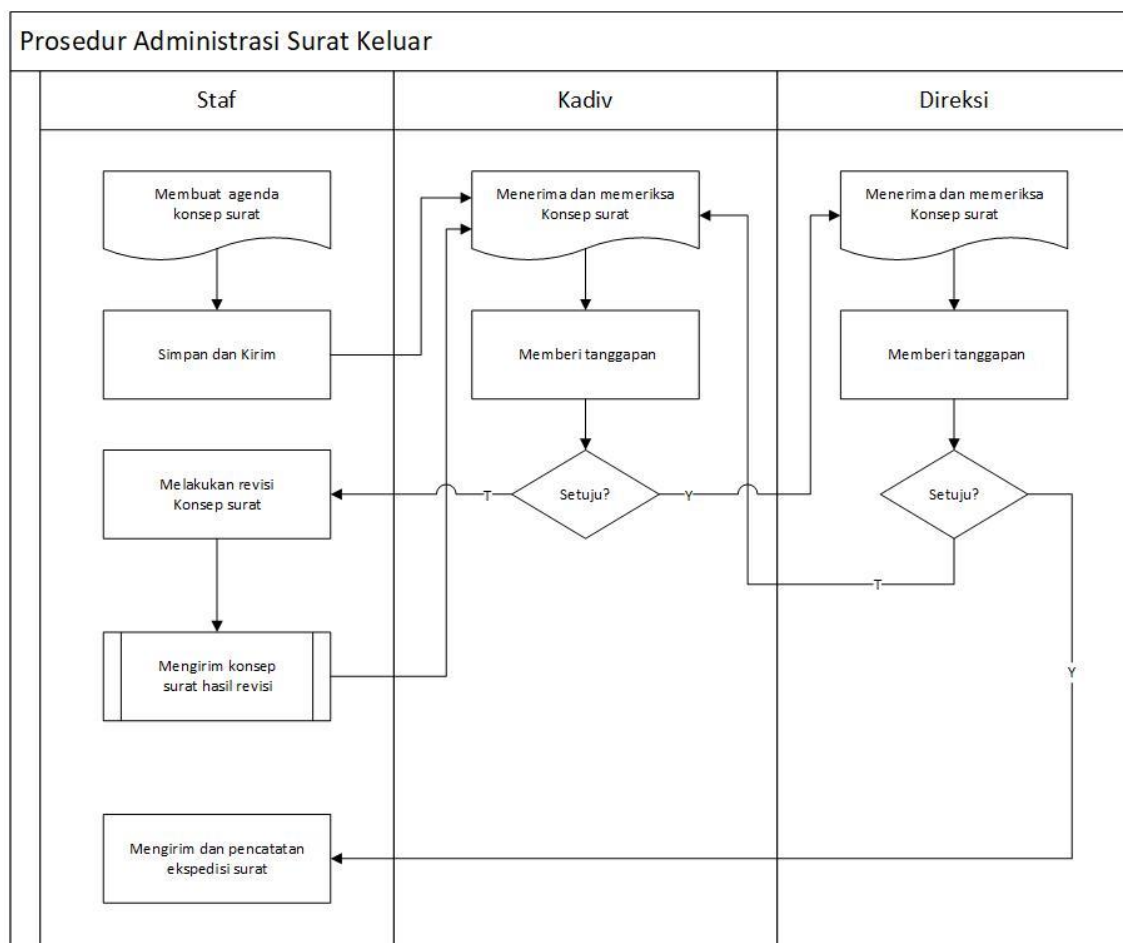 Prosedur Administrasi Surat Keluar
Staf
Kadiv
Direksi
Membuat agenda
konsep surat
Menerima dan memeriksa
Konsep surat
Menerima dan memeriksa
Konsep surat
Simpan dan Kirim
Memberi tanggapan
Memberi tanggapan
Melakukan revisi
Konsep surat
T
Setuju?
Y
Setuju?
T
Mengirim konsep
surat hasil revisi
Y
Mengirim dan pencatatan
ekspedisi surat